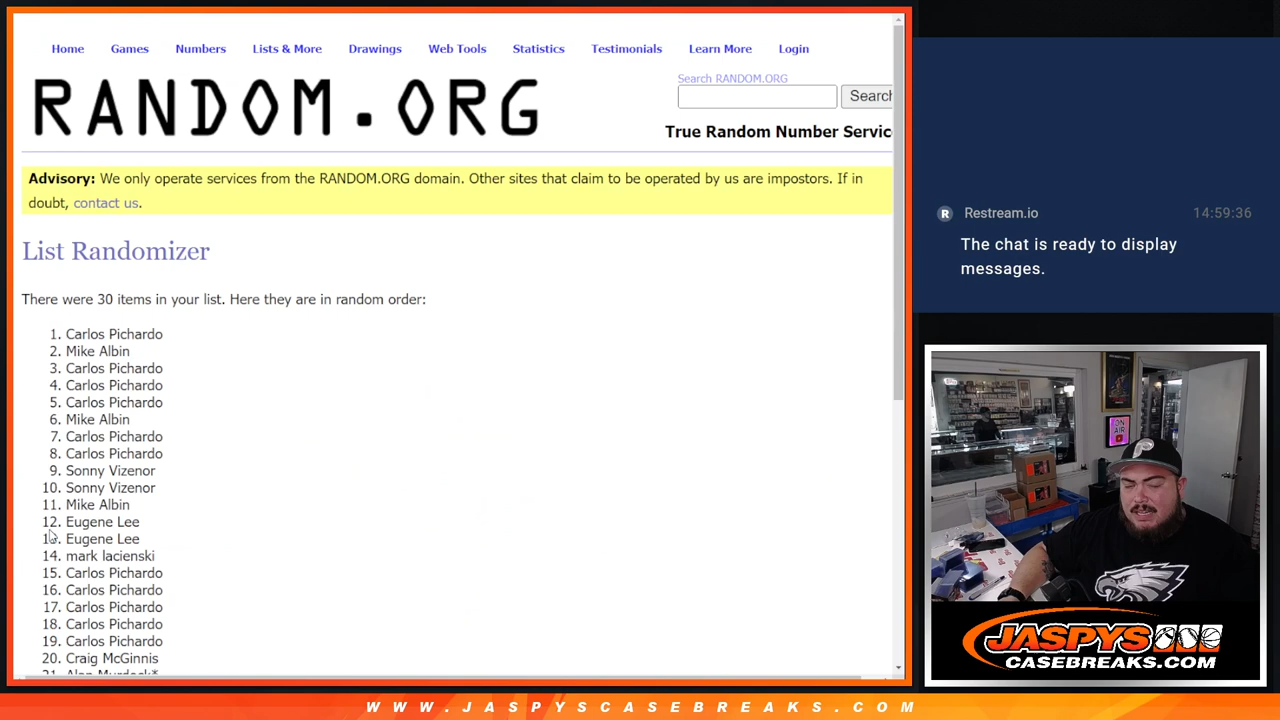 Home Games Numbers Lists & More Drawings Web Tools Statistics Testimonials Learn More Login
RANDOM.ORG
Search RANDOM.ORG
Search
True Random Number Servic
Advisory: We only operate services from the RANDOM.ORG domain. Other sites that claim to be operated by us are impostors. If in
doubt, contact us.
List Randomizer
There were 30 items in your list. Here they are in random order:
1. Carlos Pichardo
2. Mike Albin
3. Carlos Pichardo
4. Carlos Pichardo
5. Carlos Pichardo
6. Mike Albin
7. Carlos Pichardo
8. Carlos Pichardo
9. Sonny Vizenor
10. Sonny Vizenor
11. Mike Albin
12. Eugene Lee
13. Eugene Lee
14. mark lacienski
15. Carlos Pichardo
16. Carlos Pichardo
17. Carlos Pichardo
18. Carlos Pichardo
19. Carlos Pichardo
20. Craig McGinnis
21. Alan Murdock*
R Restream.io 14:59:36
The chat is ready to display
messages.
ON
AIR
P
JASPYS
CASEBREAKS.COM
WWW.JASPYSCASEBREAKS.COM